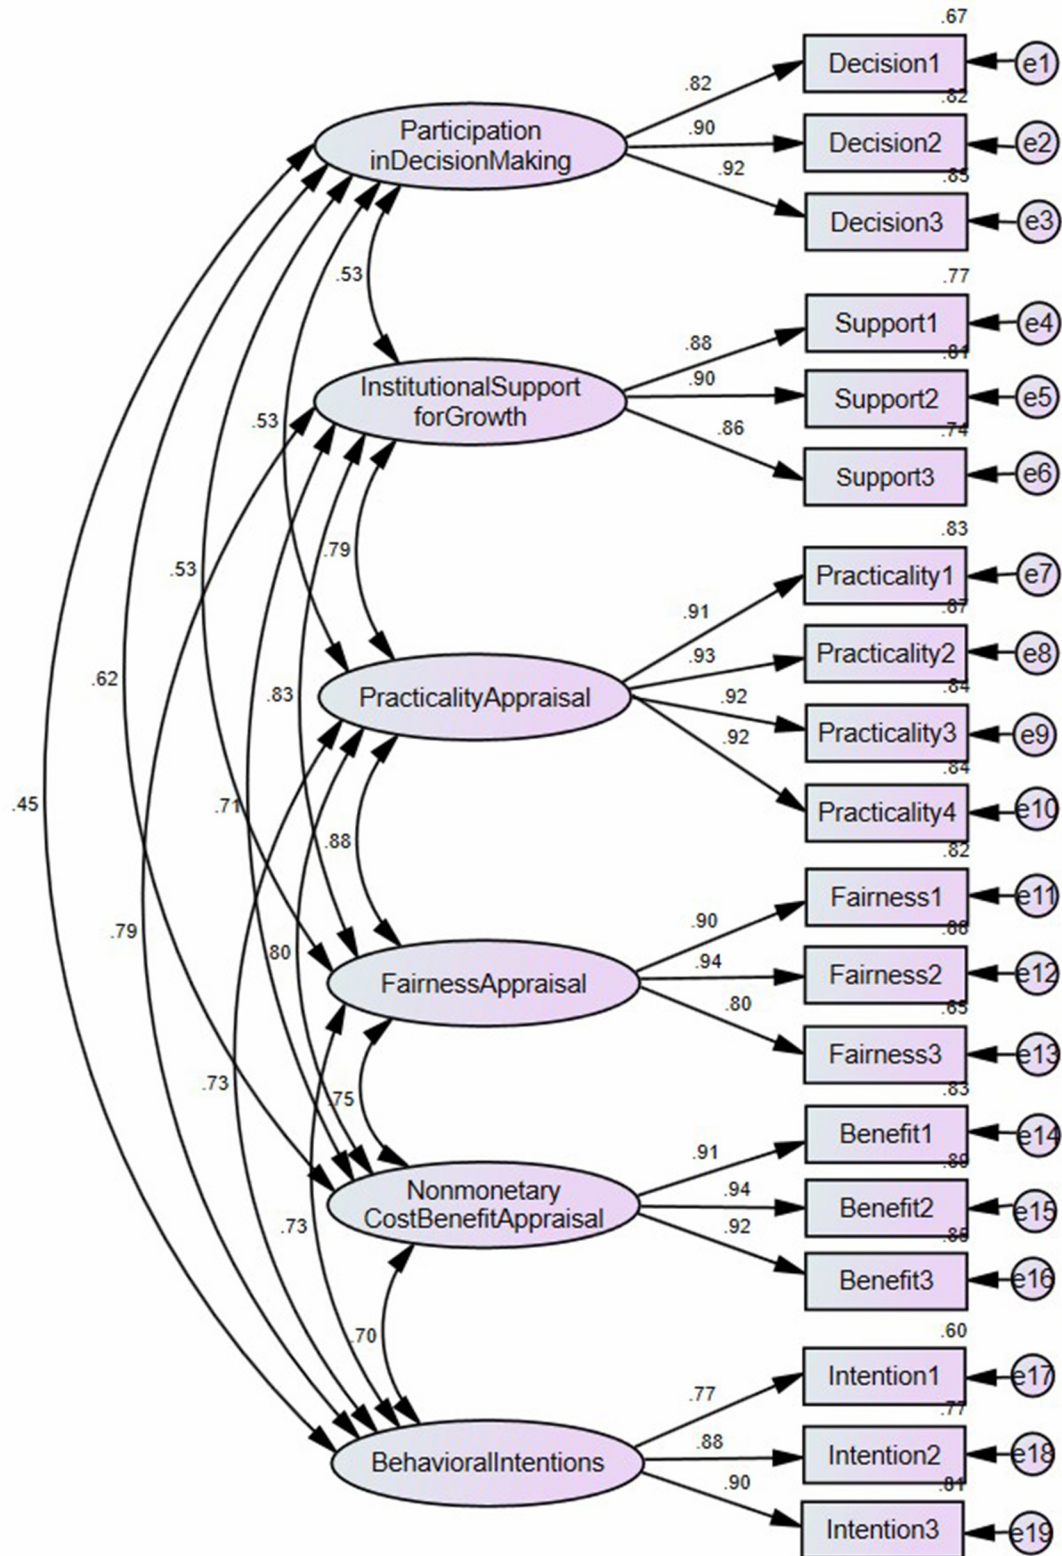 .67
.82
Decision1
e1
.82
Participation
inDecisionMaking
.90
Decision2
e2
.85
.92
Decision3
e3
.53
.77
.88
Support1
e4
.81
InstitutionalSupport
forGrowth
.90
Support2
e5
.74
.86
Support3
e6
.53
.83
.79
.53
Practicality1
e7
.91
.87
.93
Practicality2
e8
.84
.62
.83
PracticalityAppraisal
.92
Practicality3
e9
.92
.84
.45
.71
Practicality4
e10
.88
.82
Fairness1
e11
.90
.79
.80
.94
Fairness2
e12
FairnessAppraisal
.80
.65
Fairness3
e13
.73
.75
.83
Benefit1
e14
.91
.94
Nonmonetary
CostBenefitAppraisal
Benefit2
e15
.73
.92
Benefit3
e16
.70
.60
.77
Intention1
e17
.77
.88
Intention2
e18
BehavioralIntentions
.90
.81
Intention3
e19